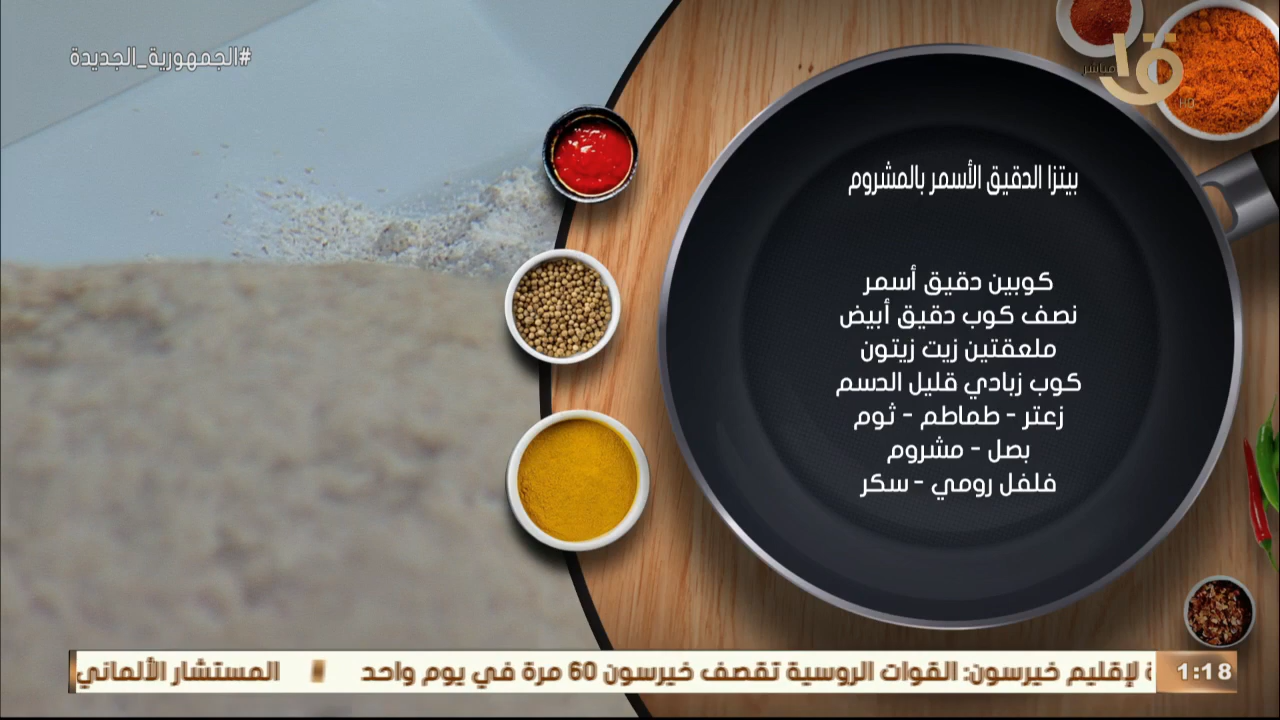 #الجمهورية_الجديدة
مباشر
HD
بيتزا الدقيق الأسمر بالمشروم
كوبين دقيق أسمر
نصف كوب دقيق أبيض
ملعقتين زيت زيتون
كوب زبادي قليل الدسم
زعتر - طماطم - ثوم
بصل - مشروم
فلفل رومي - سكر
1:18
ة لإقليم خيرسون: القوات الروسية تقصف خيرسون 60 مرة في يوم واحد
المستشار الألماني